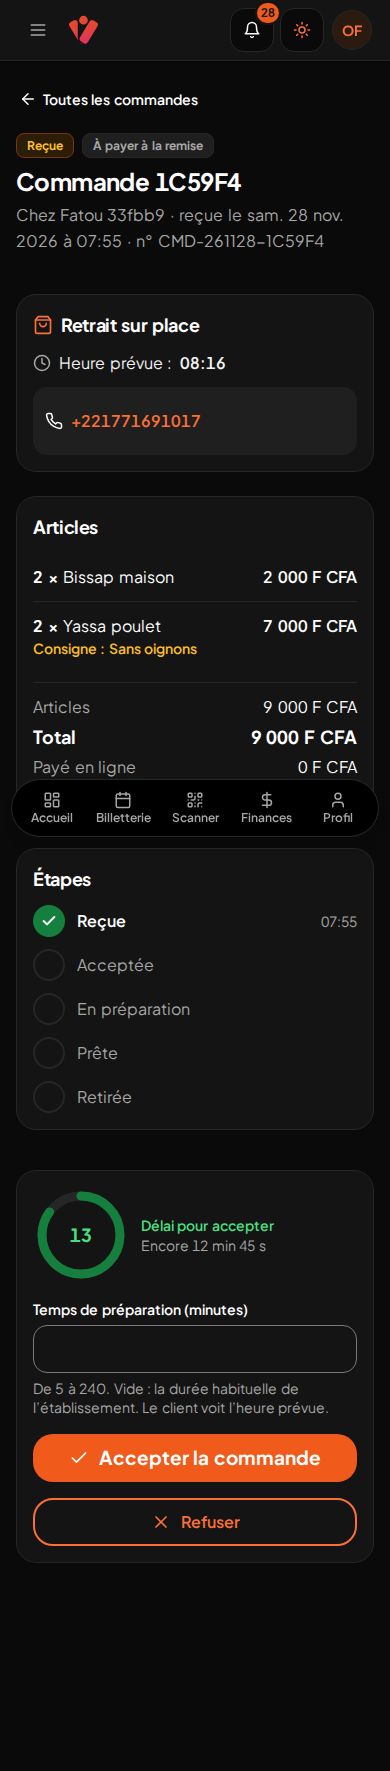 28
OF
Toutes les commandes
Reçue
À payer à la remise
Commande 1C59F4
Chez Fatou 33fbb9 · reçue le sam. 28 nov.
2026 à 07:55 · n° CMD-261128-1C59F4
Retrait sur place
Heure prévue : 08:16
+221771691017
Articles
2 × Bissap maison 2 000 F CFA
2 × Yassa poulet 7 000 F CFA
Consigne : Sans oignons
Articles 9 000 F CFA
Total 9 000 F CFA
Payé en ligne 0 F CFA
Accueil Billetterie Scanner Finances Profil
Étapes
Reçue 07:55
Acceptée
En préparation
Prête
Retirée
13
Délai pour accepter
Encore 12 min 45 s
Temps de préparation (minutes)
De 5 à 240. Vide : la durée habituelle de
l'établissement. Le client voit l'heure prévue.
Accepter la commande
Refuser